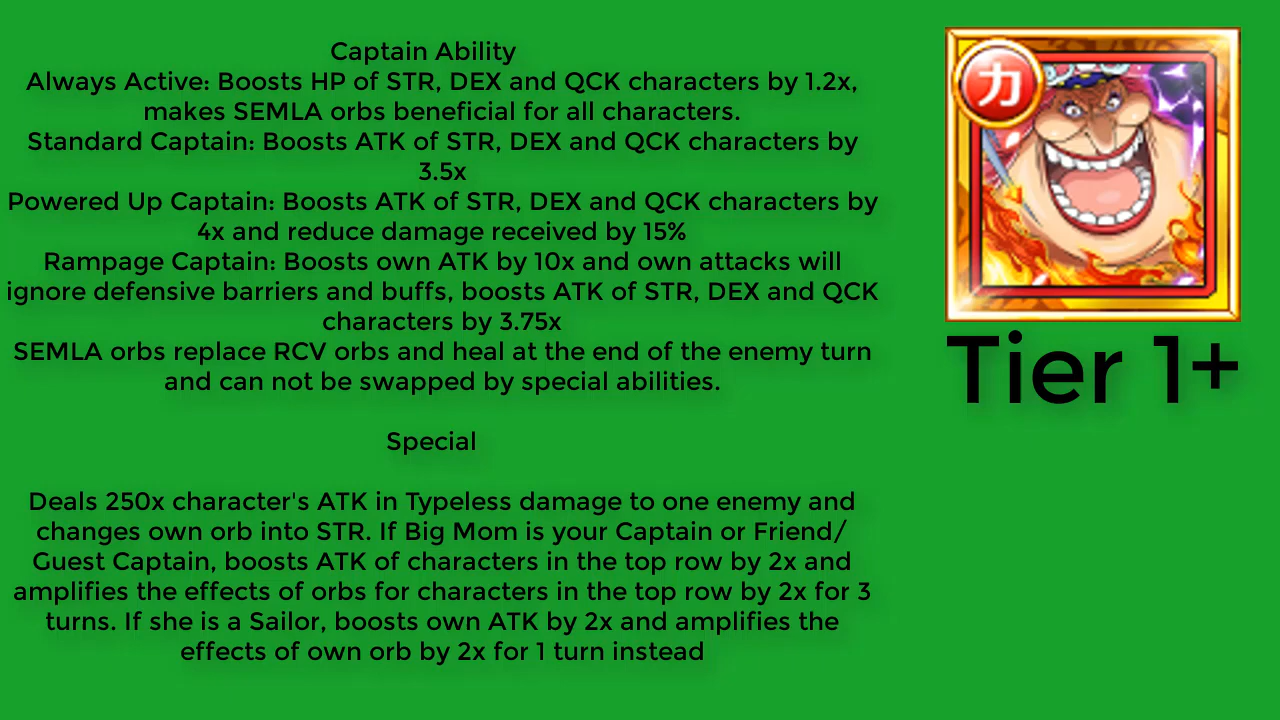 Captain Ability
Always Active: Boosts HP of STR, DEX and QCK characters by 1.2x,
makes SEMLA orbs beneficial for all characters.
Standard Captain: Boosts ATK of STR, DEX and QCK characters by
3.5x
Powered Up Captain: Boosts ATK of STR, DEX and QCK characters by
4x and reduce damage received by 15%
Rampage Captain: Boosts own ATK by 10x and own attacks will
ignore defensive barriers and buffs, boosts ATK of STR, DEX and QCK
characters by 3.75x
SEMLA orbs replace RCV orbs and heal at the end of the enemy turn
and can not be swapped by special abilities.
Special
Deals 250x character's ATK in Typeless damage to one enemy and
changes own orb into STR. If Big Mom is your Captain or Friend/
Guest Captain, boosts ATK of characters in the top row by 2x and
amplifies the effects of orbs for characters in the top row by 2x for 3
turns. If she is a Sailor, boosts own ATK by 2x and amplifies the
effects of own orb by 2x for 1 turn instead
力
Tier 1+